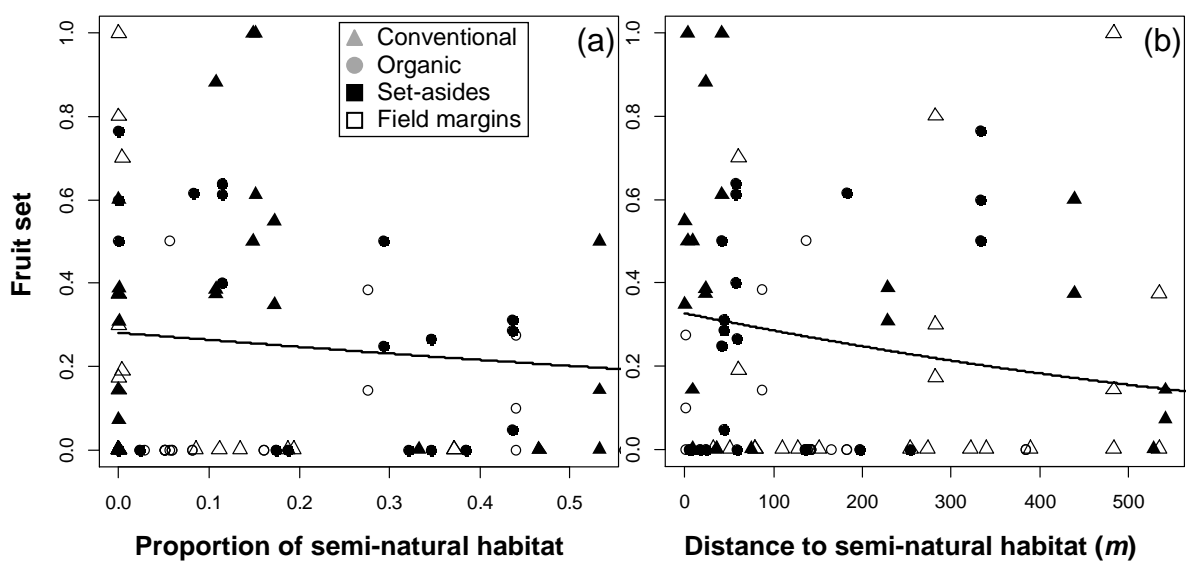 (a)
Conventional
Organic
Set-asides
Field margins
Fruit set
1.0
0.8
0.6
0.4
0.2
0.0
0.0 0.1 0.2 0.3 0.4 0.5
Proportion of semi-natural habitat
(b)
1.0
0.8
0.6
0.4
0.2
0.0
0 100 200 300 400 500
Distance to semi-natural habitat (m)